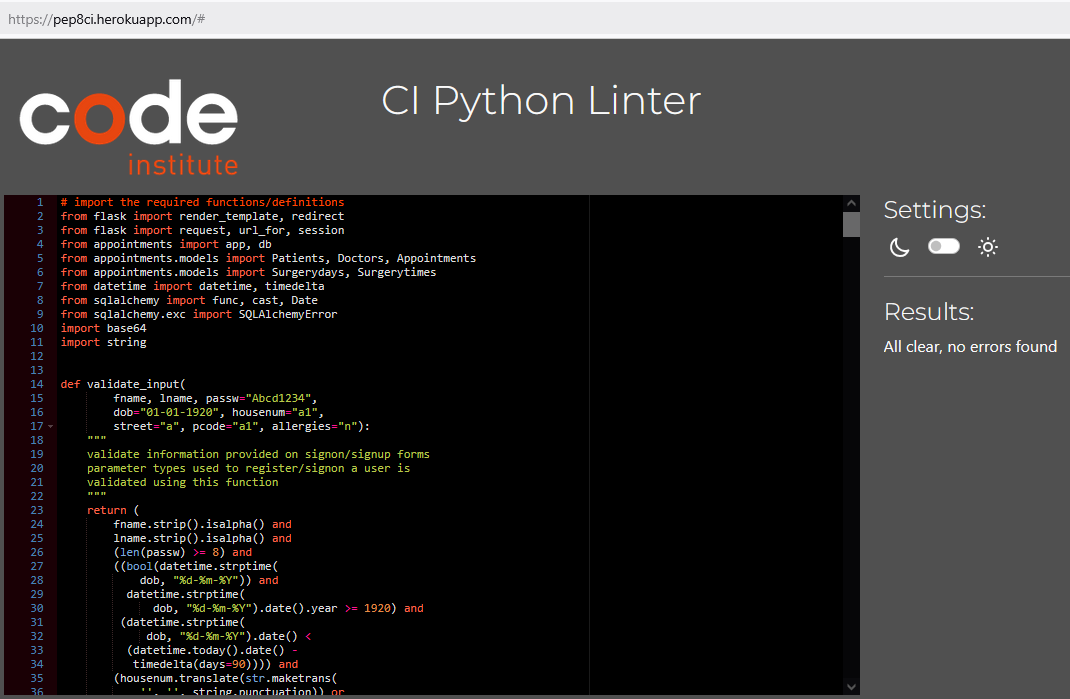 https://pep8ci.herokuapp.com/#
code
institute
CI Python Linter
1 # import the required functions/definitions
2 from flask import render_template, redirect
3 from flask import request, url_for, session
4 from appointments import app, db
5 from appointments.models import Patients, Doctors, Appointments
6 from appointments.models import Surgerydays, Surgerytimes
7 from datetime import datetime, timedelta
8 from sqlalchemy import func, cast, Date
9 from sqlalchemy.exc import SQLAlchemyError
10 import base64
11 import string
12
13
14 def validate_input(
15         fname, lname, passw="Abcd1234",
16         dob="01-01-1920", housenum="a1",
17         street="a", pcode="a1", allergies="n"):
18     """
19     validate information provided on signon/signup forms
20     parameter types used to register/signon a user is
21     validated using this function
22     """
23     return (
24         fname.strip().isalpha() and
25         lname.strip().isalpha() and
26         (len(passw) >= 8) and
27         ((bool(datetime.strptime(
28             dob, "%d-%m-%Y")) and
29           datetime.strptime(
30               dob, "%d-%m-%Y").date().year >= 1920) and
31          (datetime.strptime(
32              dob, "%d-%m-%Y").date() <
33           (datetime.today().date() -
34            timedelta(days=90)))) and
35         (housenum.translate(str.maketrans(
36             '', '', string.punctuation)) or
Settings:
Results:
All clear, no errors found